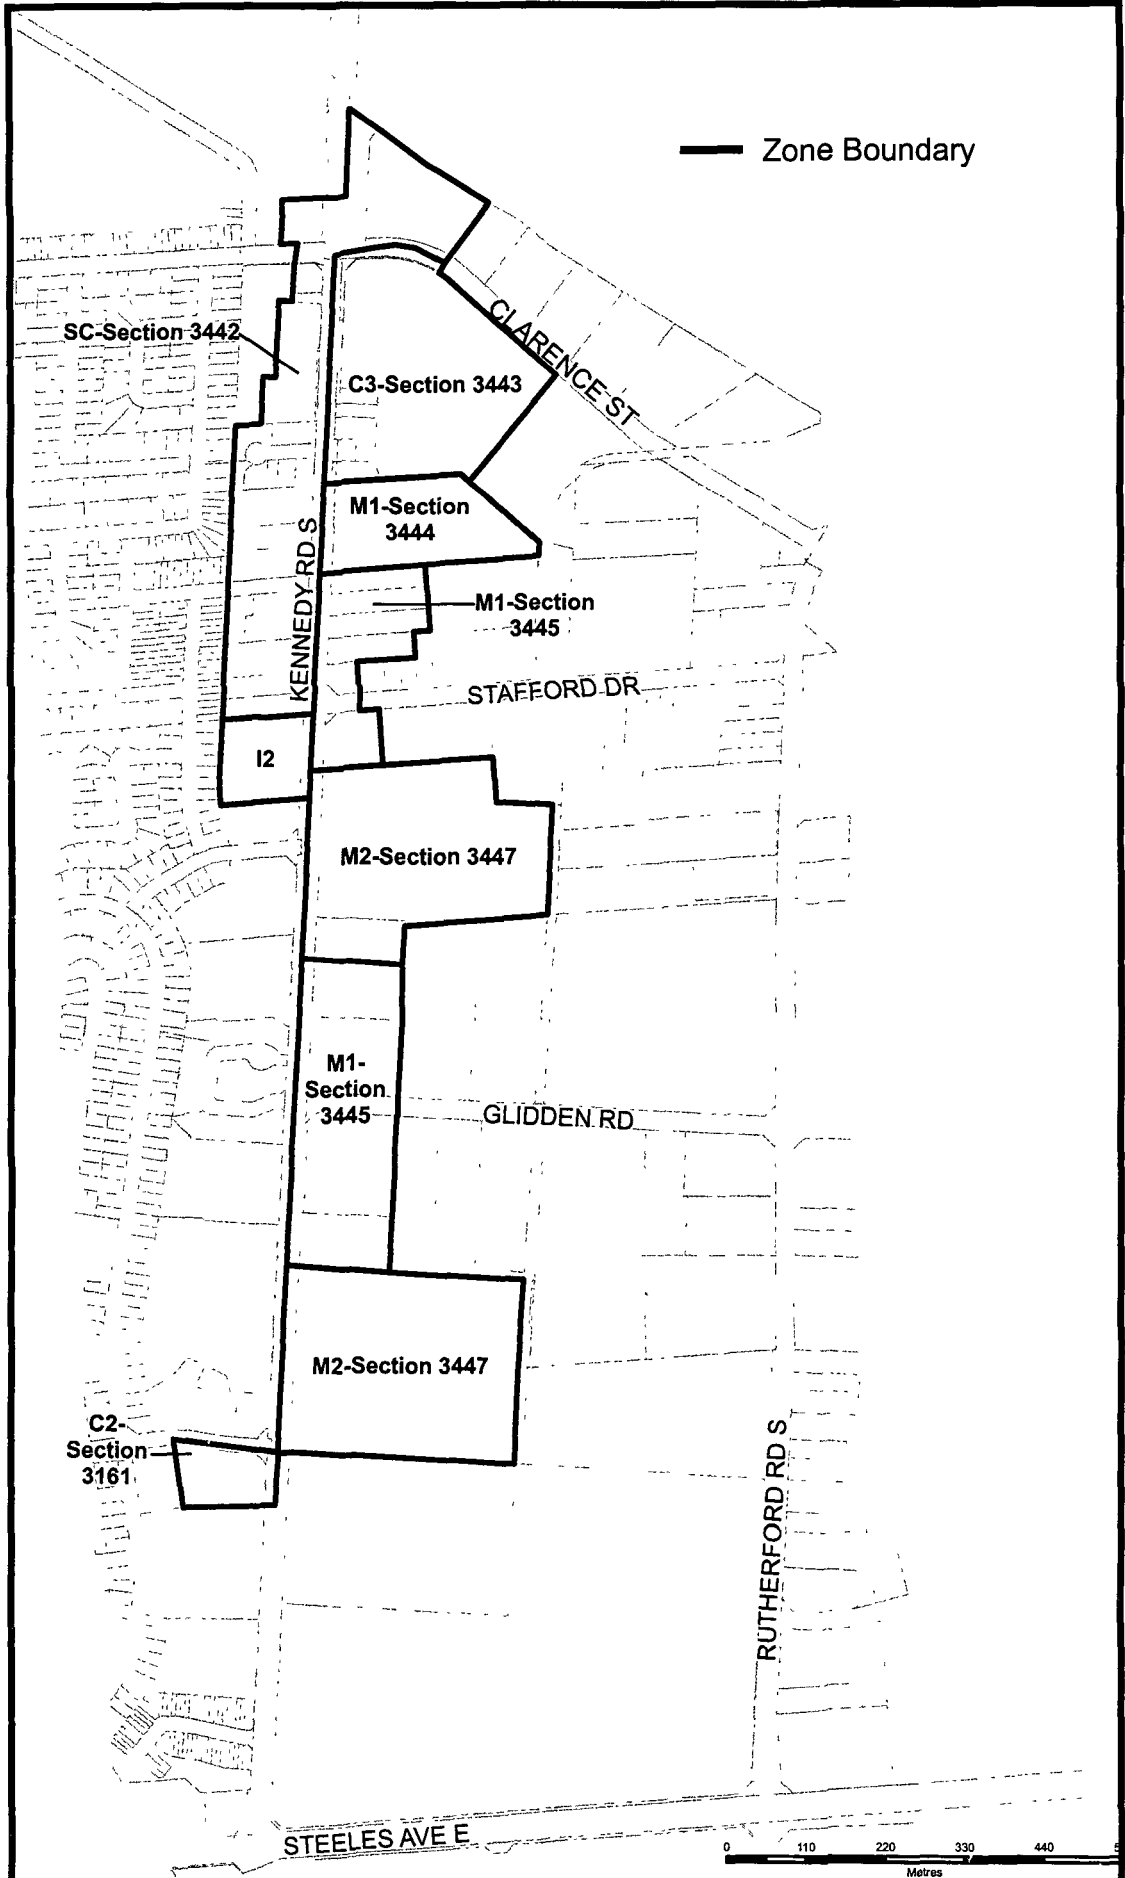 Zone Boundary
SC-Section 3442
CLARENCE ST
C3-Section 3443
M1-Section
3444
KENNEDY RD S
M1-Section
3445
STAFFORD DR
I2
M2-Section 3447
M1-
Section
3445
GLIDDEN RD
M2-Section 3447
C2-
Section
3161
RUTHERFORD RD S
STEELES AVE E
0 110 220 330 440 5
Metres